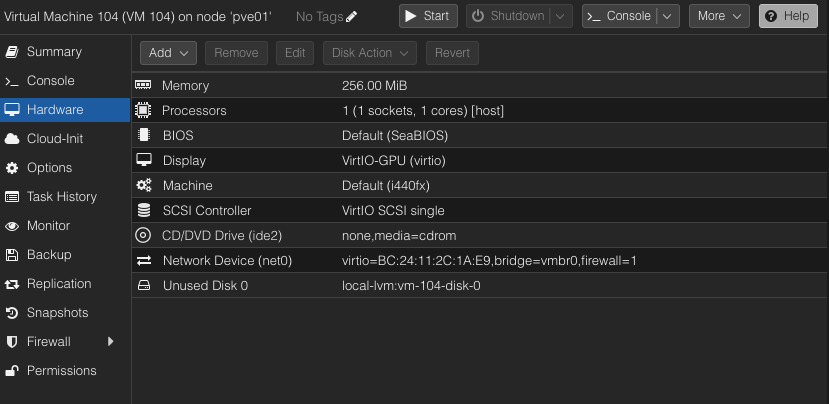 Virtual Machine 104 (VM 104) on node 'pve01' No Tags Start Shutdown Console More Help
Summary
Console
Hardware
Cloud-Init
Options
Task History
Monitor
Backup
Replication
Snapshots
Firewall
Permissions
Add Remove Edit Disk Action Revert
Memory 256.00 MiB
Processors 1 (1 sockets, 1 cores) [host]
BIOS Default (SeaBIOS)
Display VirtIO-GPU (virtio)
Machine Default (i440fx)
SCSI Controller VirtIO SCSI single
CD/DVD Drive (ide2) none,media=cdrom
Network Device (net0) virtio=BC:24:11:2C:1A:E9,bridge=vmbr0,firewall=1
Unused Disk 0 local-lvm:vm-104-disk-0